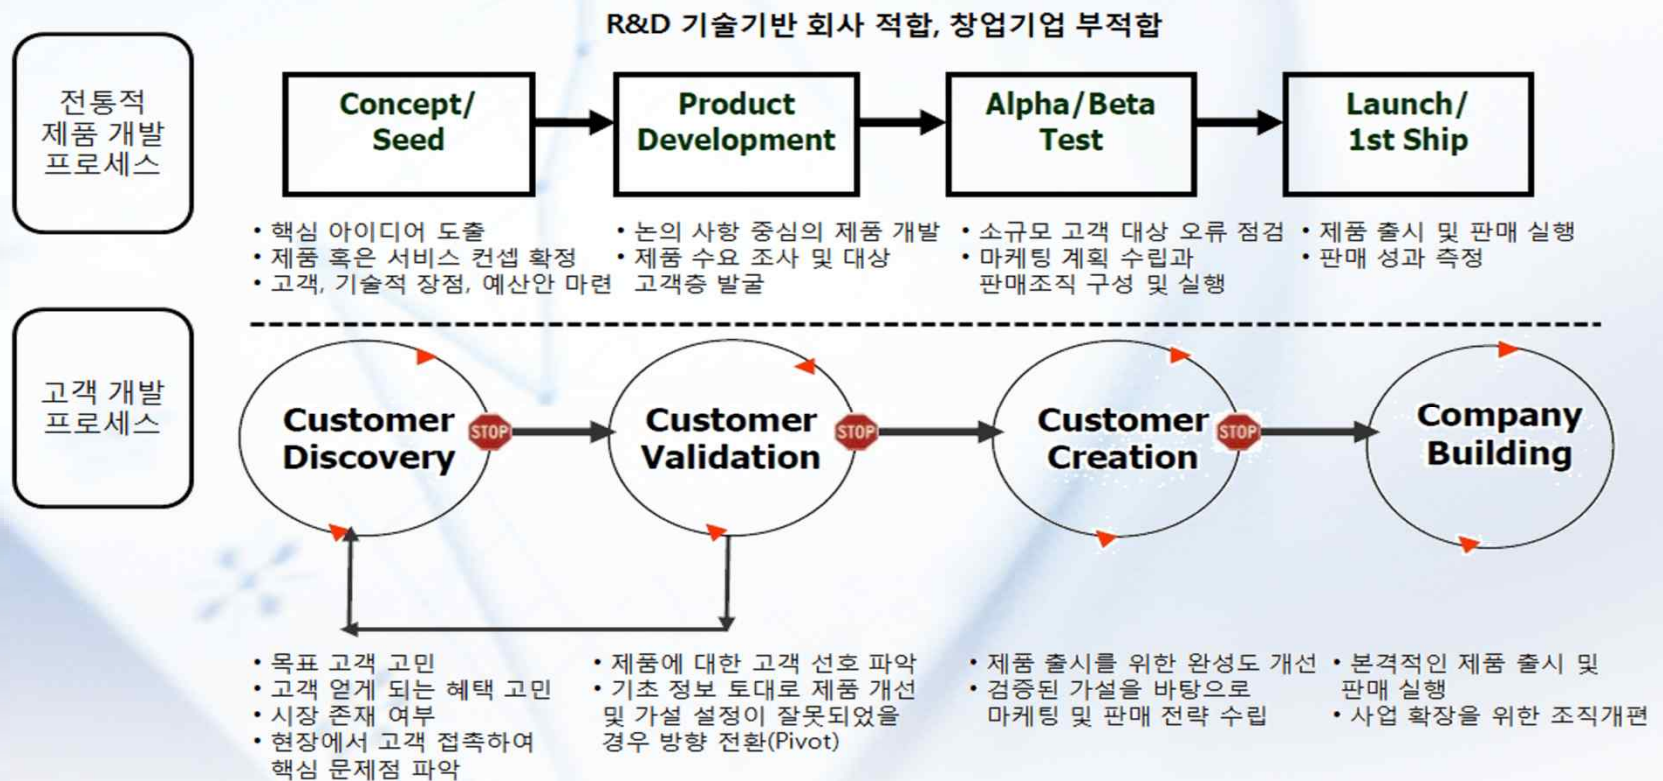 R&D 기술기반 회사 적합, 창업기업 부적합
전통적
제품 개발
프로세스
Concept/
Seed
Product
Development
Alpha/Beta
Test
Launch/
1st Ship
• 핵심 아이디어 도출
• 제품 혹은 서비스 컨셉 확정
• 고객, 기술적 장점, 예산안 마련
• 논의 사항 중심의 제품 개발
• 제품 수요 조사 및 대상
고객층 발굴
• 소규모 고객 대상 오류 점검
• 마케팅 계획 수립과
판매조직 구성 및 실행
• 제품 출시 및 판매 실행
• 판매 성과 측정
고객 개발
프로세스
Customer
Discovery
STOP
Customer
Validation
STOP
Customer
Creation
STOP
Company
Building
• 목표 고객 고민
• 고객 얻게 되는 혜택 고민
• 시장 존재 여부
• 현장에서 고객 접촉하여
핵심 문제점 파악
• 제품에 대한 고객 선호 파악
• 기초 정보 토대로 제품 개선
및 가설 설정이 잘못되었을
경우 방향 전환(Pivot)
• 제품 출시를 위한 완성도 개선
• 검증된 가설을 바탕으로
마케팅 및 판매 전략 수립
• 본격적인 제품 출시 및
판매 실행
• 사업 확장을 위한 조직개편